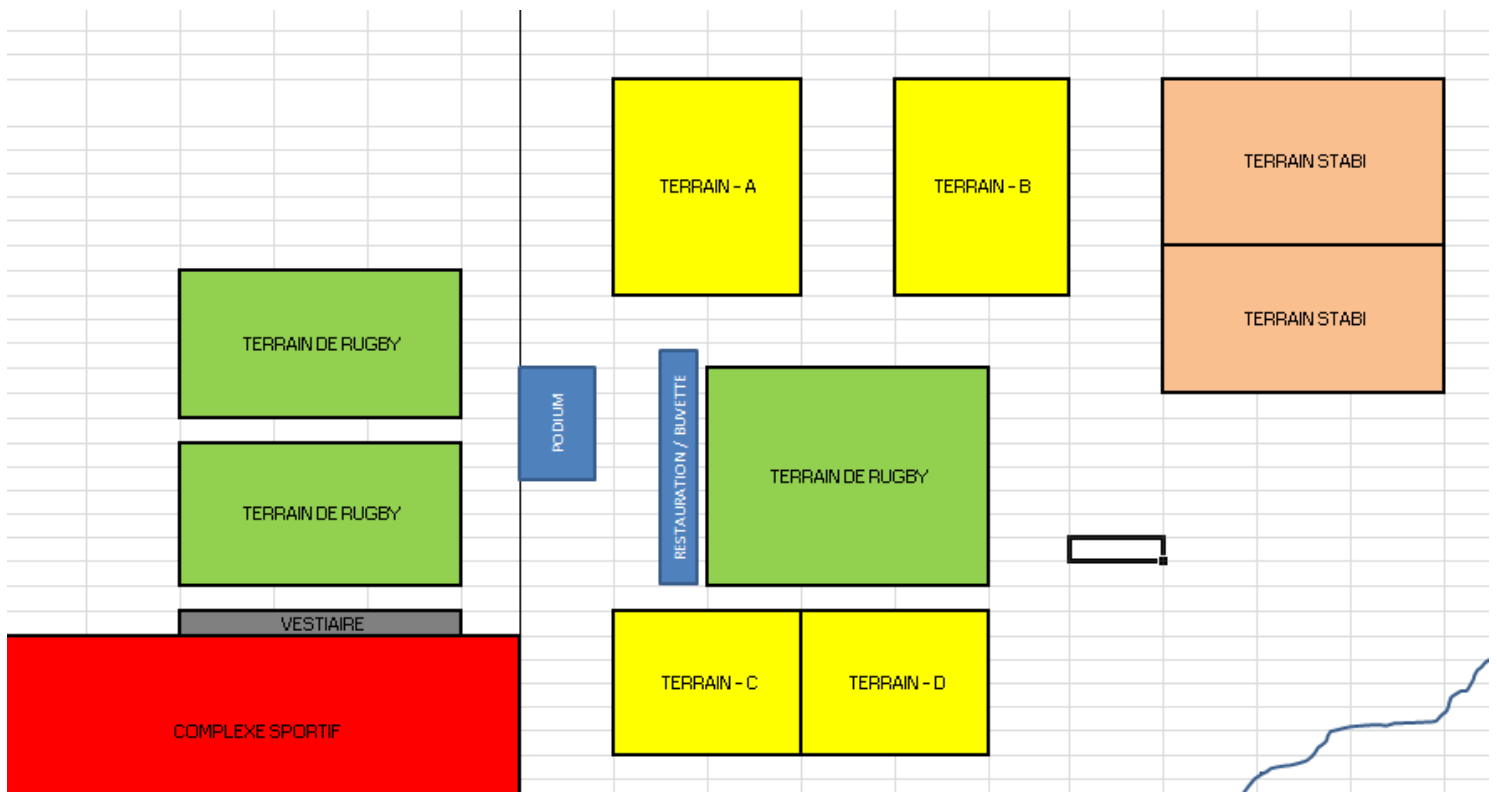 TERRAIN - A
TERRAIN - B
TERRAIN STABI
TERRAIN STABI
TERRAIN DE RUGBY
PODIUM
RESTAURATION / BUVETTE
TERRAIN DE RUGBY
TERRAIN DE RUGBY
VESTIAIRE
TERRAIN - C
TERRAIN - D
COMPLEXE SPORTIF